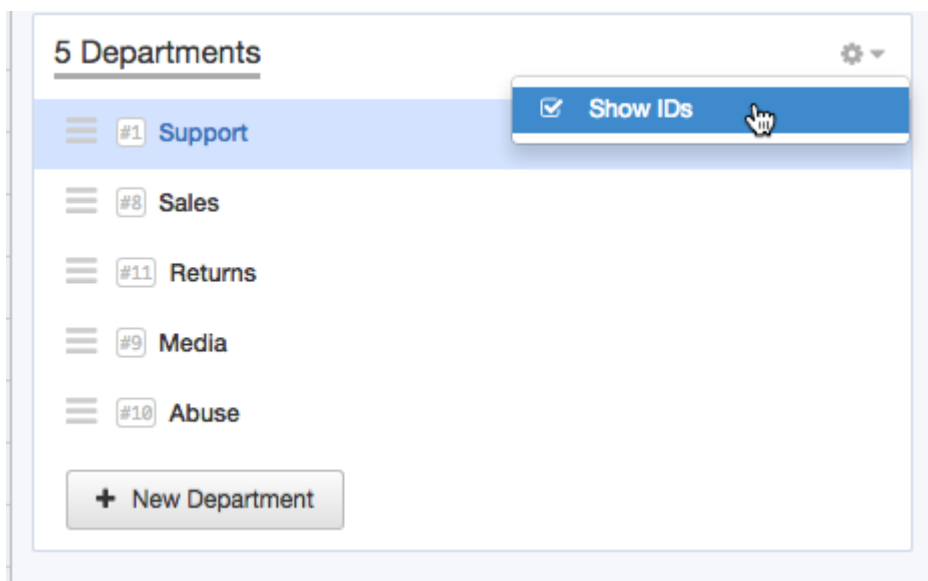 5 Departments
Show IDs
#1 Support
#8 Sales
#11 Returns
#9 Media
#10 Abuse
+ New Department